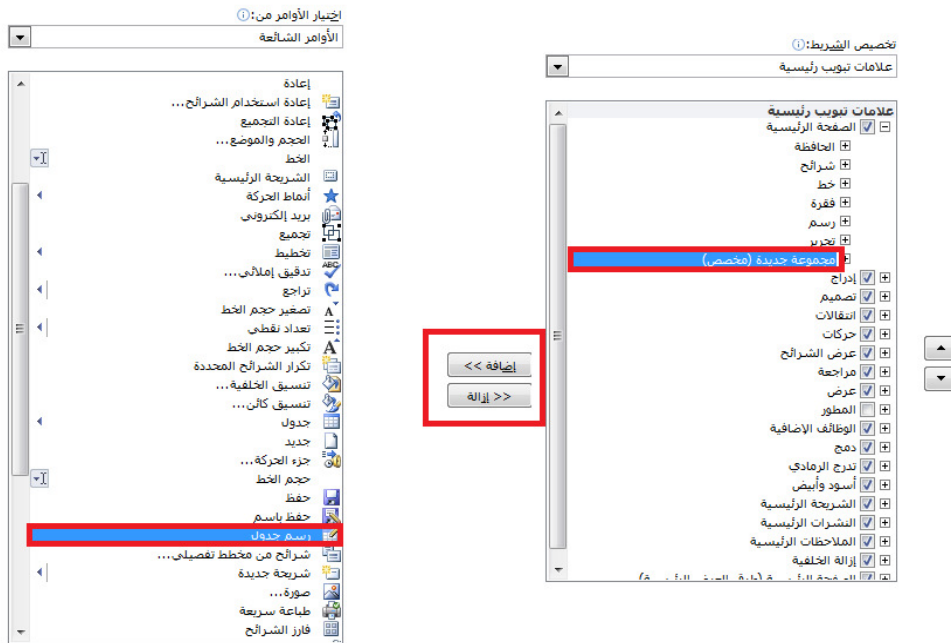 اختيار الأوامر من:
الأوامر الشائعة
إعادة
إعادة استخدام الشرائح...
إعادة التجميع
الحجم والموضع...
الخط
الشريحة الرئيسية
أنماط الحركة
بريد إلكتروني
تجميع
تخطيط
تدقيق إملائي...
تراجع
تصغير حجم الخط
تعداد نقطي
تكبير حجم الخط
تكرار الشرائح المحددة
تنسيق الخلفية...
تنسيق كائن...
جدول
جديد
جزء الحركة...
حجم الخط
حفظ
حفظ باسم
رسم جدول
شرائح من مخطط تفصيلي...
شريحة جديدة
صورة...
طباعة سريعة
فارز الشرائح
إضافة >>
<< إزالة
تخصيص الشريط:
علامات تبويب رئيسية
علامات تبويب رئيسية
الصفحة الرئيسية
الحافظة
شرائح
خط
فقرة
رسم
تحرير
مجموعة جديدة (مخصص)
إدراج
تصميم
انتقالات
حركات
عرض الشرائح
مراجعة
عرض
المطور
الوظائف الإضافية
دمج
تدرج الرمادي
أسود وأبيض
الشريحة الرئيسية
النشرات الرئيسية
الملاحظات الرئيسية
إزالة الخلفية